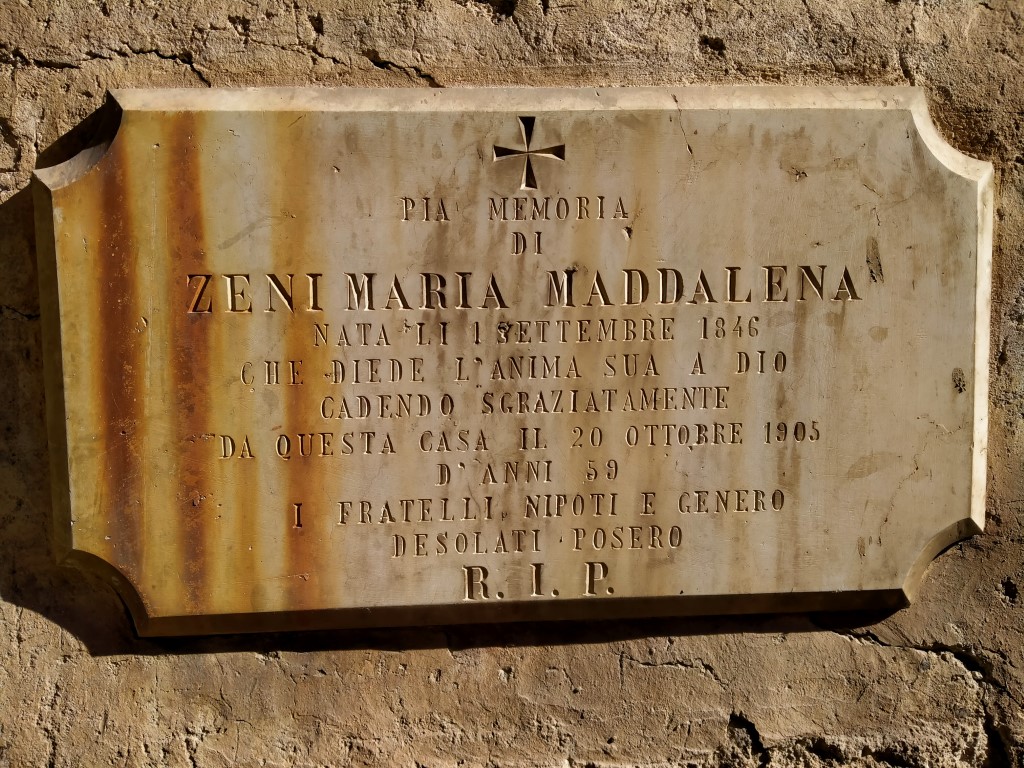 PIA MEMORIA
DI
ZENI MARIA MADDALENA
NATA LI 1 SETTEMBRE 1846
CHE DIEDE L'ANIMA SUA A DIO
CADENDO SGRAZIATAMENTE
DA QUESTA CASA IL 20 OTTOBRE 1905
D'ANNI 59
I FRATELLI, NIPOTI E GENERO
DESOLATI POSERO
R. I. P.